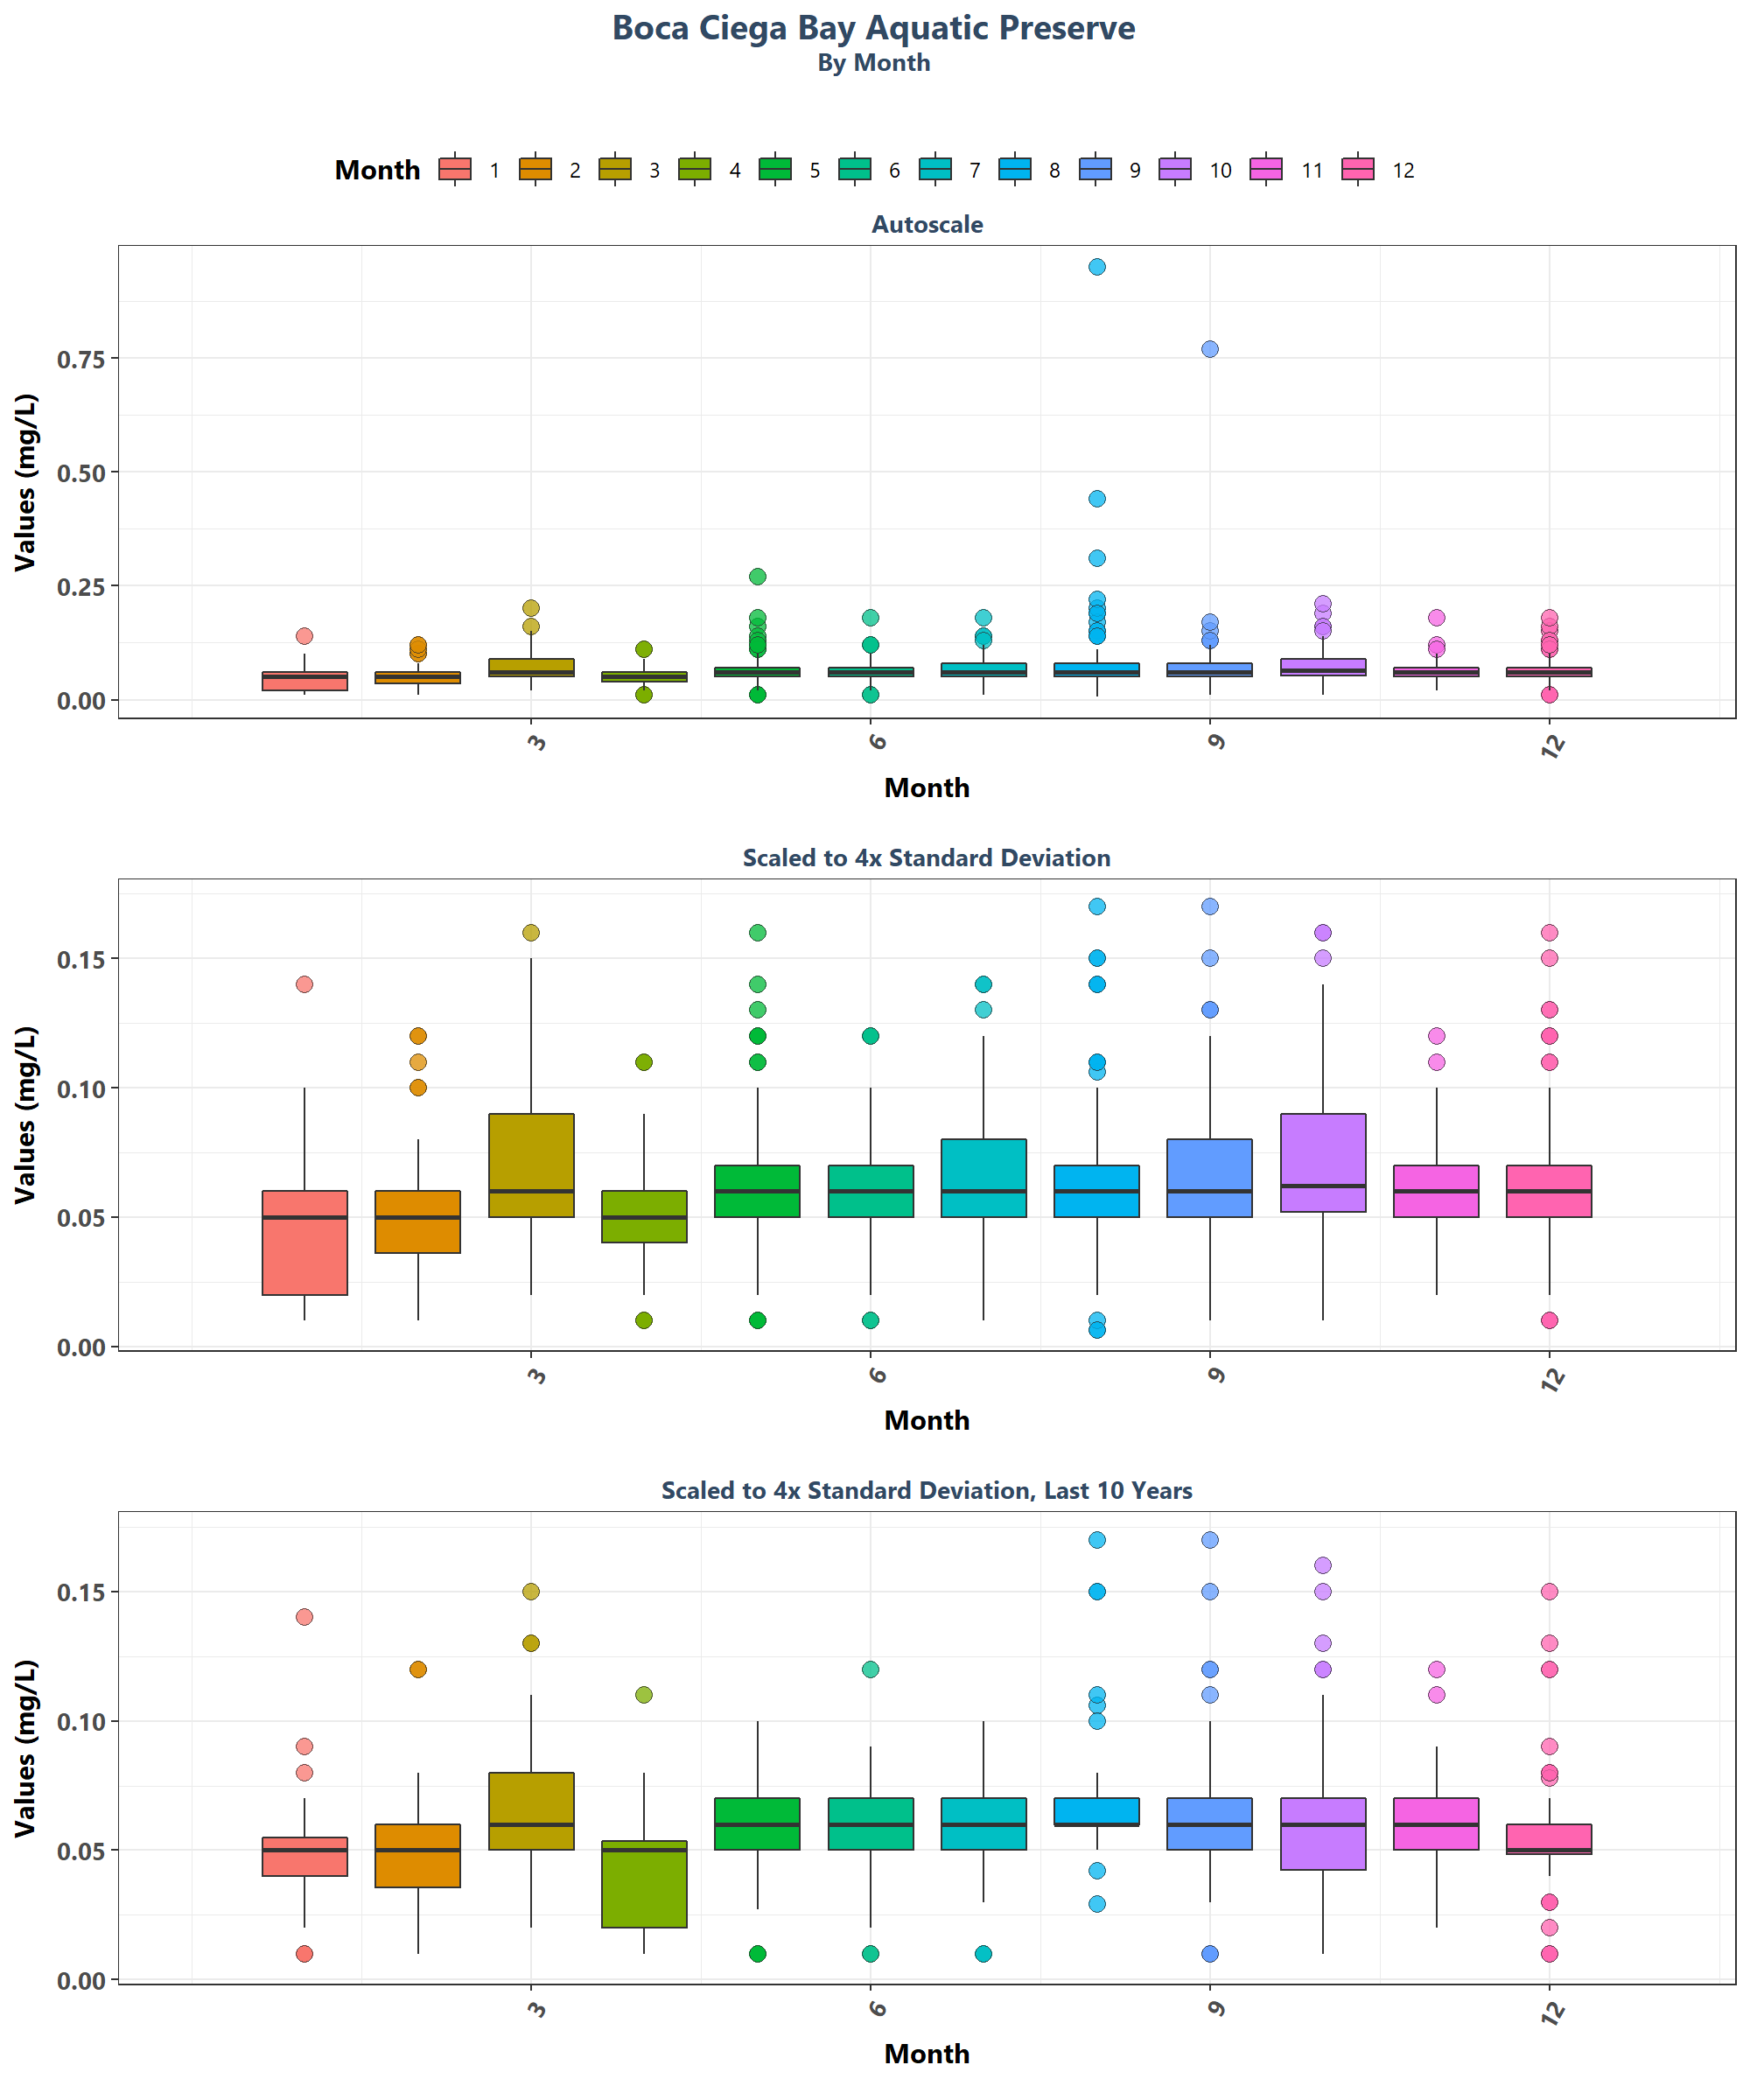 Boca Ciega Bay Aquatic Preserve
By Month
Month 1 2 3 4 5 6 7 8 9 10 11 12
Autoscale
Values (mg/L)
0.75
0.50
0.25
0.00
3 6 9 12
Month
Scaled to 4x Standard Deviation
Values (mg/L)
0.15
0.10
0.05
0.00
3 6 9 12
Month
Scaled to 4x Standard Deviation, Last 10 Years
Values (mg/L)
0.15
0.10
0.05
0.00
3 6 9 12
Month